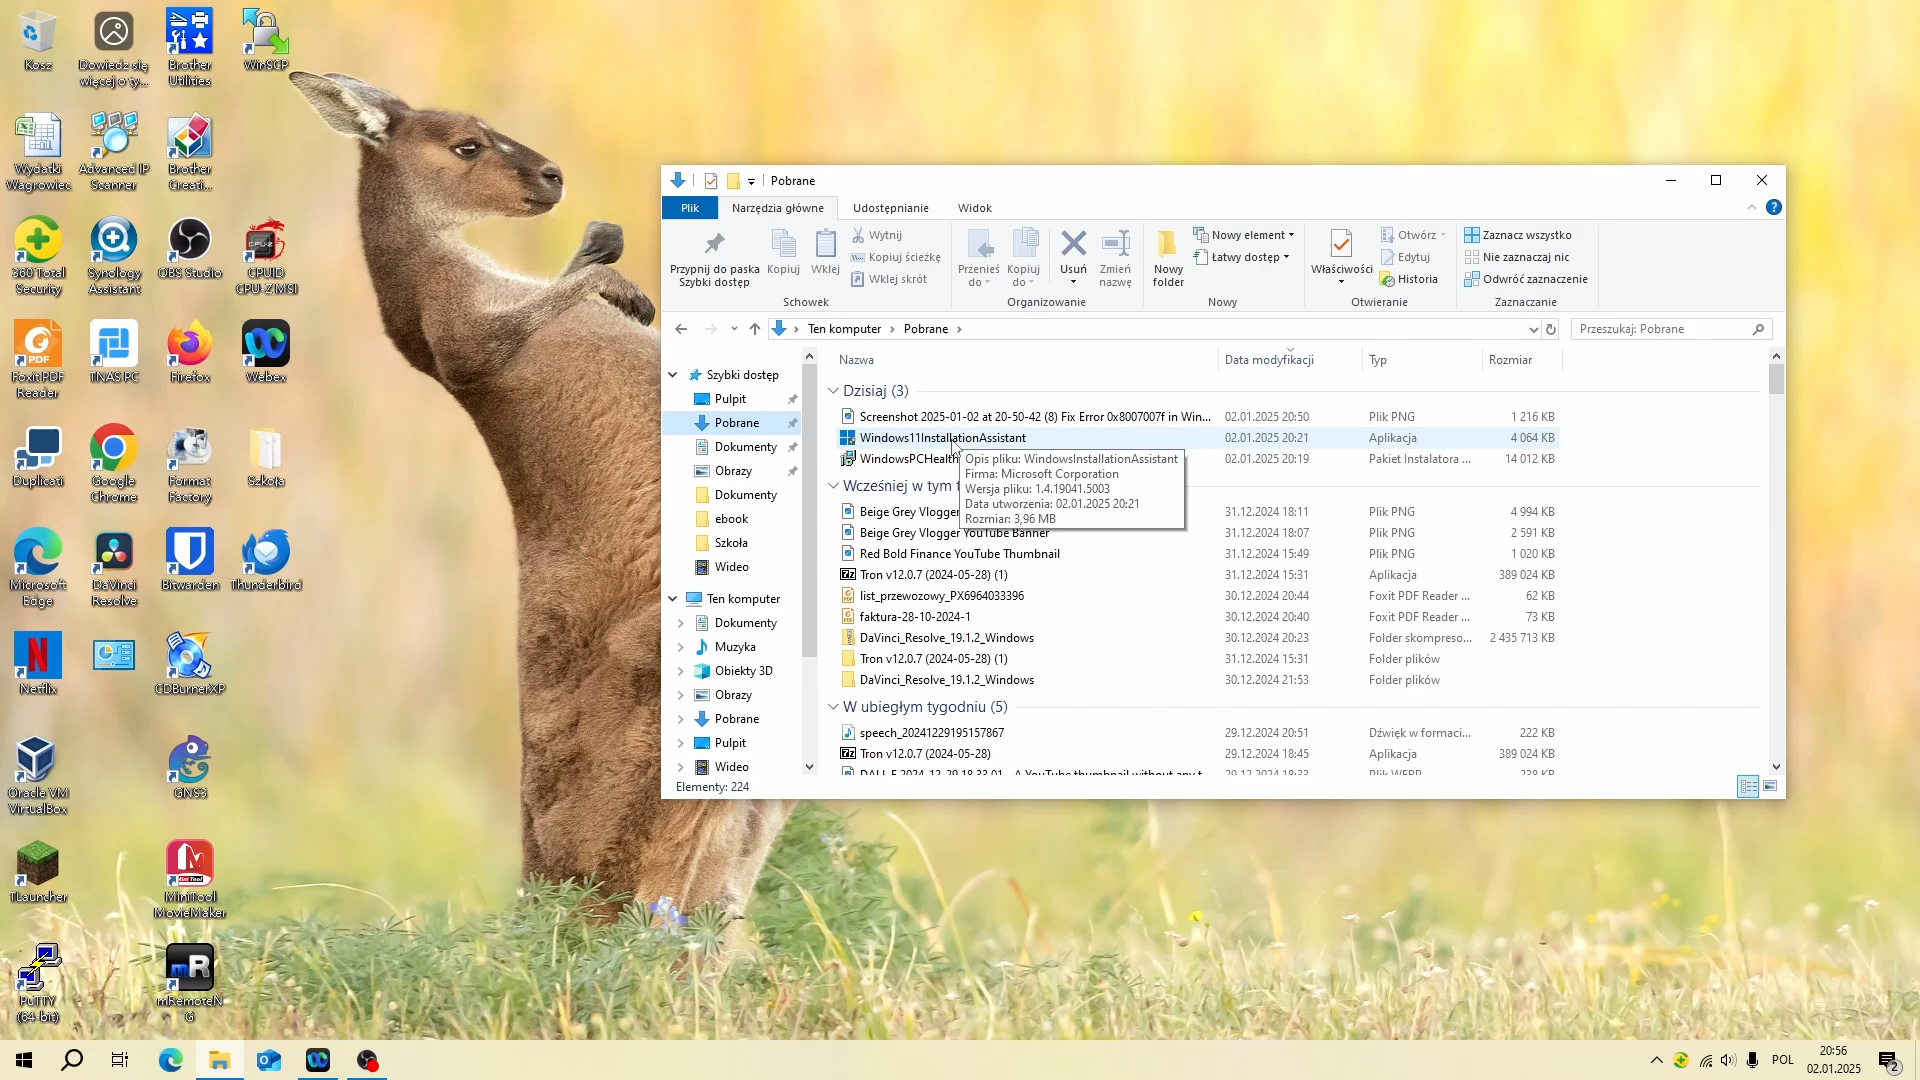 Kosz
Dowiedz się
więcej o ty...
Brother
Utilities
WinSCP
Wydatki
Wągrowiec
Advanced IP
Scanner
Brother
Creati...
360 Total
Security
Synology
Assistant
OBS Studio
CPUID
CPU-Z MSI
Foxit PDF
Reader
TNAS PC
Firefox
Webex
Duplicati
Google
Chrome
Format
Factory
Szkoła
Microsoft
Edge
DaVinci
Resolve
Bitwarden
Thunderbird
Netflix
CDBurnerXP
Oracle VM
VirtualBox
GNS3
TLauncher
MiniTool
MovieMaker
PuTTY
(64-bit)
mRemoteN
G
Pobrane
Plik
Narzędzia główne
Udostępnianie
Widok
Przypnij do paska
Szybki dostęp
Kopiuj
Wklej
Wytnij
Kopiuj ścieżkę
Wklej skrót
Schowek
Przenieś
do
Kopiuj
do
Usuń
Zmień
nazwę
Organizowanie
Nowy
folder
Nowy element
Łatwy dostęp
Nowy
Właściwości
Otwórz
Edytuj
Historia
Otwieranie
Zaznacz wszystko
Nie zaznaczaj nic
Odwróć zaznaczenie
Zaznaczanie
Ten komputer
Pobrane
Przeszukaj: Pobrane
Szybki dostęp
Pulpit
Pobrane
Dokumenty
Obrazy
Dokumenty
ebook
Szkoła
Wideo
Ten komputer
Dokumenty
Muzyka
Obiekty 3D
Obrazy
Pobrane
Pulpit
Wideo
Nazwa Data modyfikacji Typ Rozmiar
Dzisiaj (3)
Screenshot 2025-01-02 at 20-50-42 (8) Fix Error 0x8007007f in Win... 02.01.2025 20:50 Plik PNG 1 216 KB
Windows11InstallationAssistant 02.01.2025 20:21 Aplikacja 4 064 KB
WindowsPCHealth 02.01.2025 20:19 Pakiet Instalatora ... 14 012 KB
Opis pliku: WindowsInstallationAssistant
Firma: Microsoft Corporation
Wersja pliku: 1.4.19041.5003
Data utworzenia: 02.01.2025 20:21
Rozmiar: 3,96 MB
Wcześniej w tym t
Beige Grey Vlogger 31.12.2024 18:11 Plik PNG 4 994 KB
Beige Grey Vlogger YouTube Banner 31.12.2024 18:07 Plik PNG 2 591 KB
Red Bold Finance YouTube Thumbnail 31.12.2024 15:49 Plik PNG 1 020 KB
Tron v12.0.7 (2024-05-28) (1) 31.12.2024 15:31 Aplikacja 389 024 KB
list_przewozowy_PX6964033396 30.12.2024 20:44 Foxit PDF Reader ... 62 KB
faktura-28-10-2024-1 30.12.2024 20:40 Foxit PDF Reader ... 73 KB
DaVinci_Resolve_19.1.2_Windows 30.12.2024 20:23 Folder skompreso... 2 435 713 KB
Tron v12.0.7 (2024-05-28) (1) 31.12.2024 15:31 Folder plików
DaVinci_Resolve_19.1.2_Windows 30.12.2024 21:53 Folder plików
W ubiegłym tygodniu (5)
speech_20241229195157867 29.12.2024 20:51 Dźwięk w formaci... 222 KB
Tron v12.0.7 (2024-05-28) 29.12.2024 18:45 Aplikacja 389 024 KB
Elementy: 224
POL
20:56
02.01.2025
2